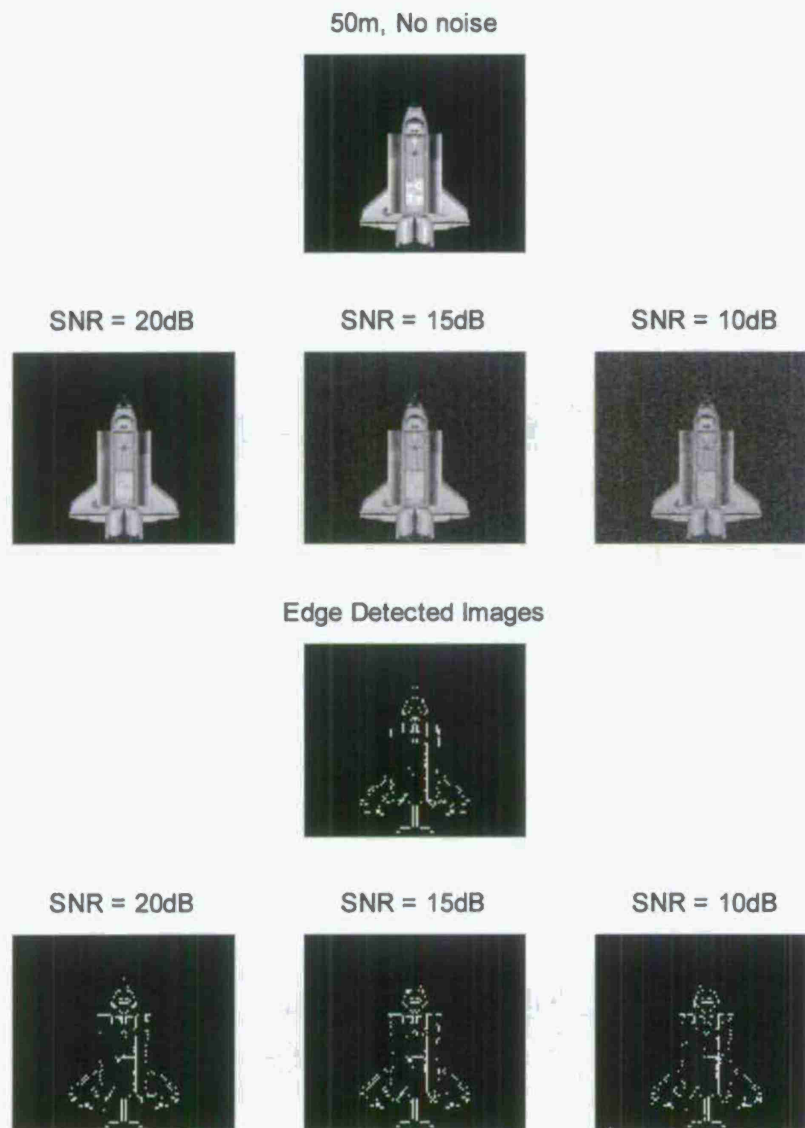 50m, No noise
SNR = 20dB
SNR = 15dB
SNR = 10dB
Edge Detected Images
SNR = 20dB
SNR = 15dB
SNR = 10dB